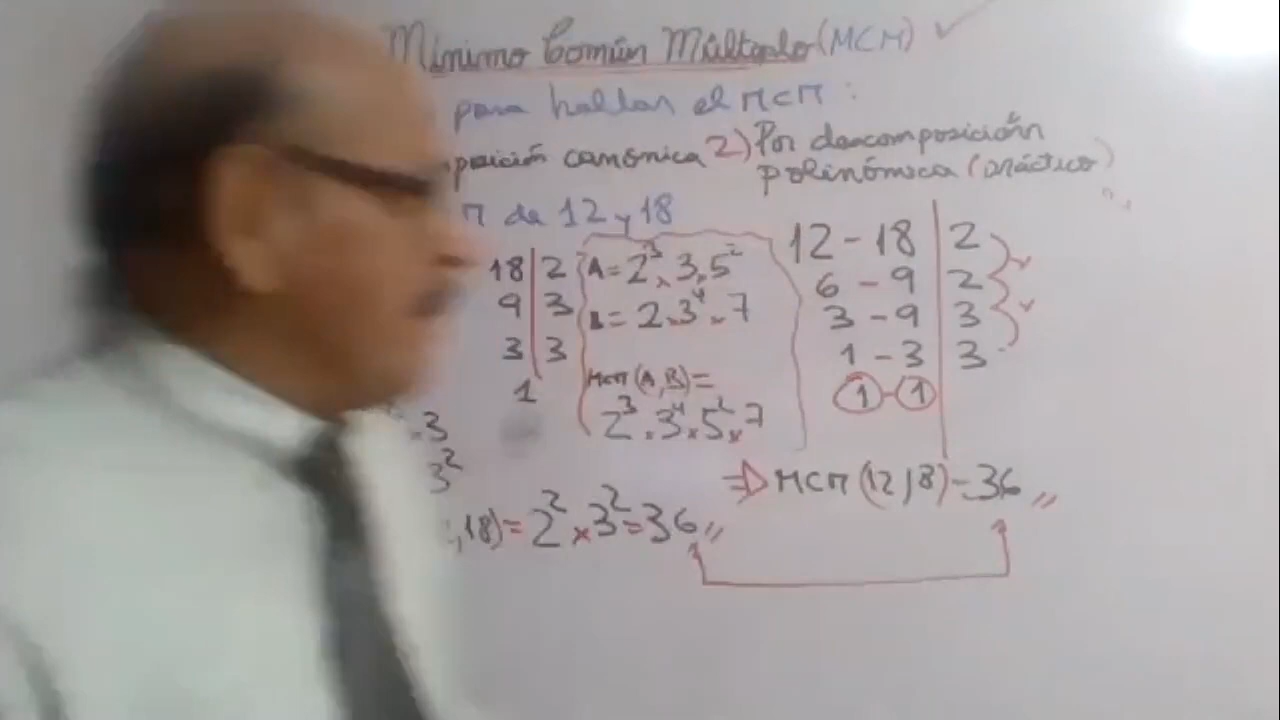 Mínimo Común Múltiplo (MCM) ✓
para hallar el MCM :
posición canónica 2) Por descomposición
polinómica (práctico)
M de 12 y 18
18 | 2
9 | 3
3 | 3
1
A = 2³ × 3 × 5²
B = 2 × 3⁴ × 7
MCM (A, B) =
2³ × 3⁴ × 5² × 7
12 - 18 | 2
6 - 9 | 2
3 - 9 | 3
1 - 3 | 3
1 - 1
. 3
3²
, 18) = 2² × 3² = 36 //
⇒ MCM (12, 18) = 36 //